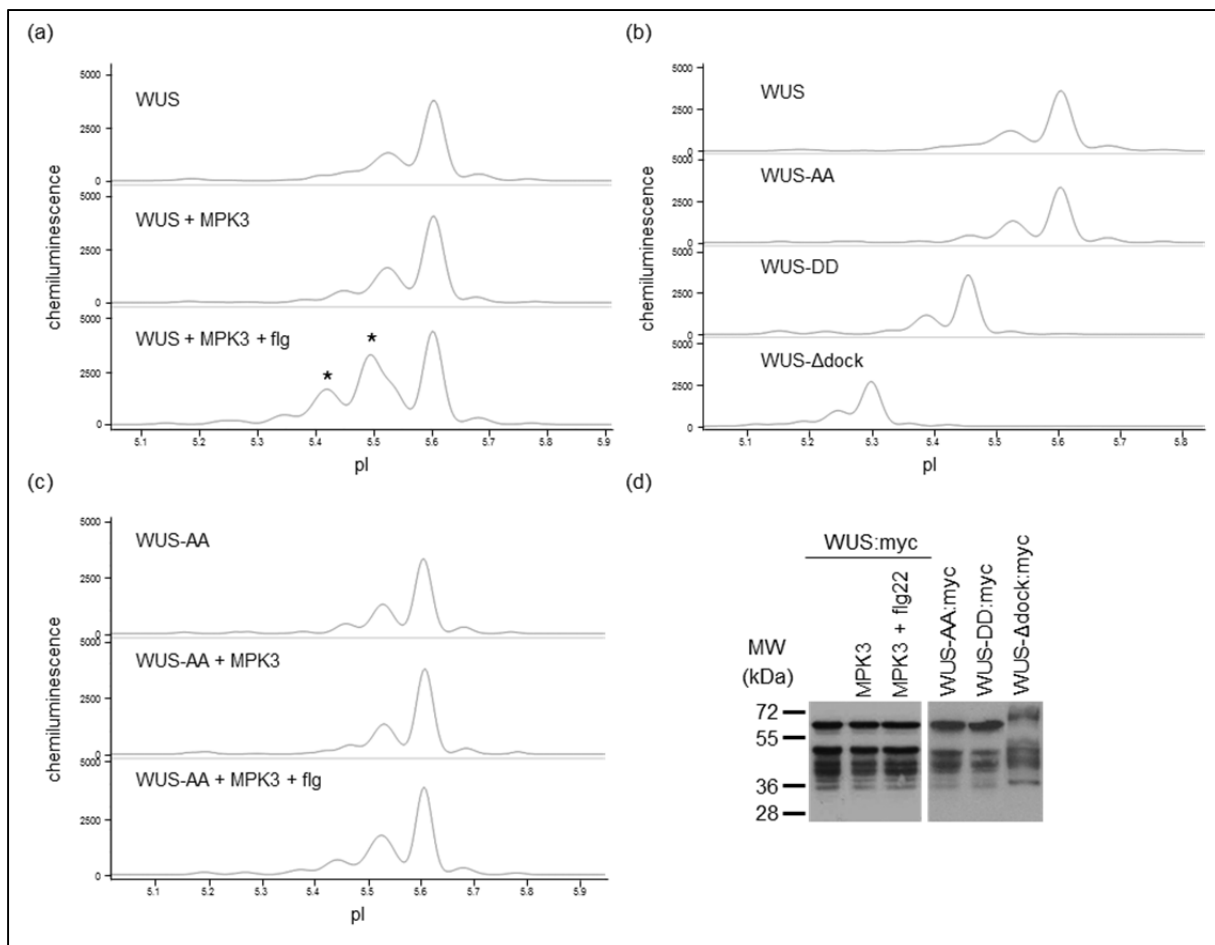 (a)
5000
2500
0
WUS
5000
2500
0
WUS + MPK3
5000
2500
0
WUS + MPK3 + flg
*
*
chemiluminescence
5.1 5.2 5.3 5.4 5.5 5.6 5.7 5.8 5.9
pI
(b)
5000
2500
0
WUS
5000
2500
0
WUS-AA
5000
2500
0
WUS-DD
5000
2500
0
WUS-Δdock
chemiluminescence
5.1 5.2 5.3 5.4 5.5 5.6 5.7 5.8
pI
(c)
5000
2500
0
WUS-AA
5000
2500
0
WUS-AA + MPK3
5000
2500
0
WUS-AA + MPK3 + flg
chemiluminescence
5.1 5.2 5.3 5.4 5.5 5.6 5.7 5.8 5.9
pI
(d)
WUS:myc
MPK3
MPK3 + flg22
WUS-AA:myc
WUS-DD:myc
WUS-Δdock:myc
MW
(kDa)
72
55
36
28